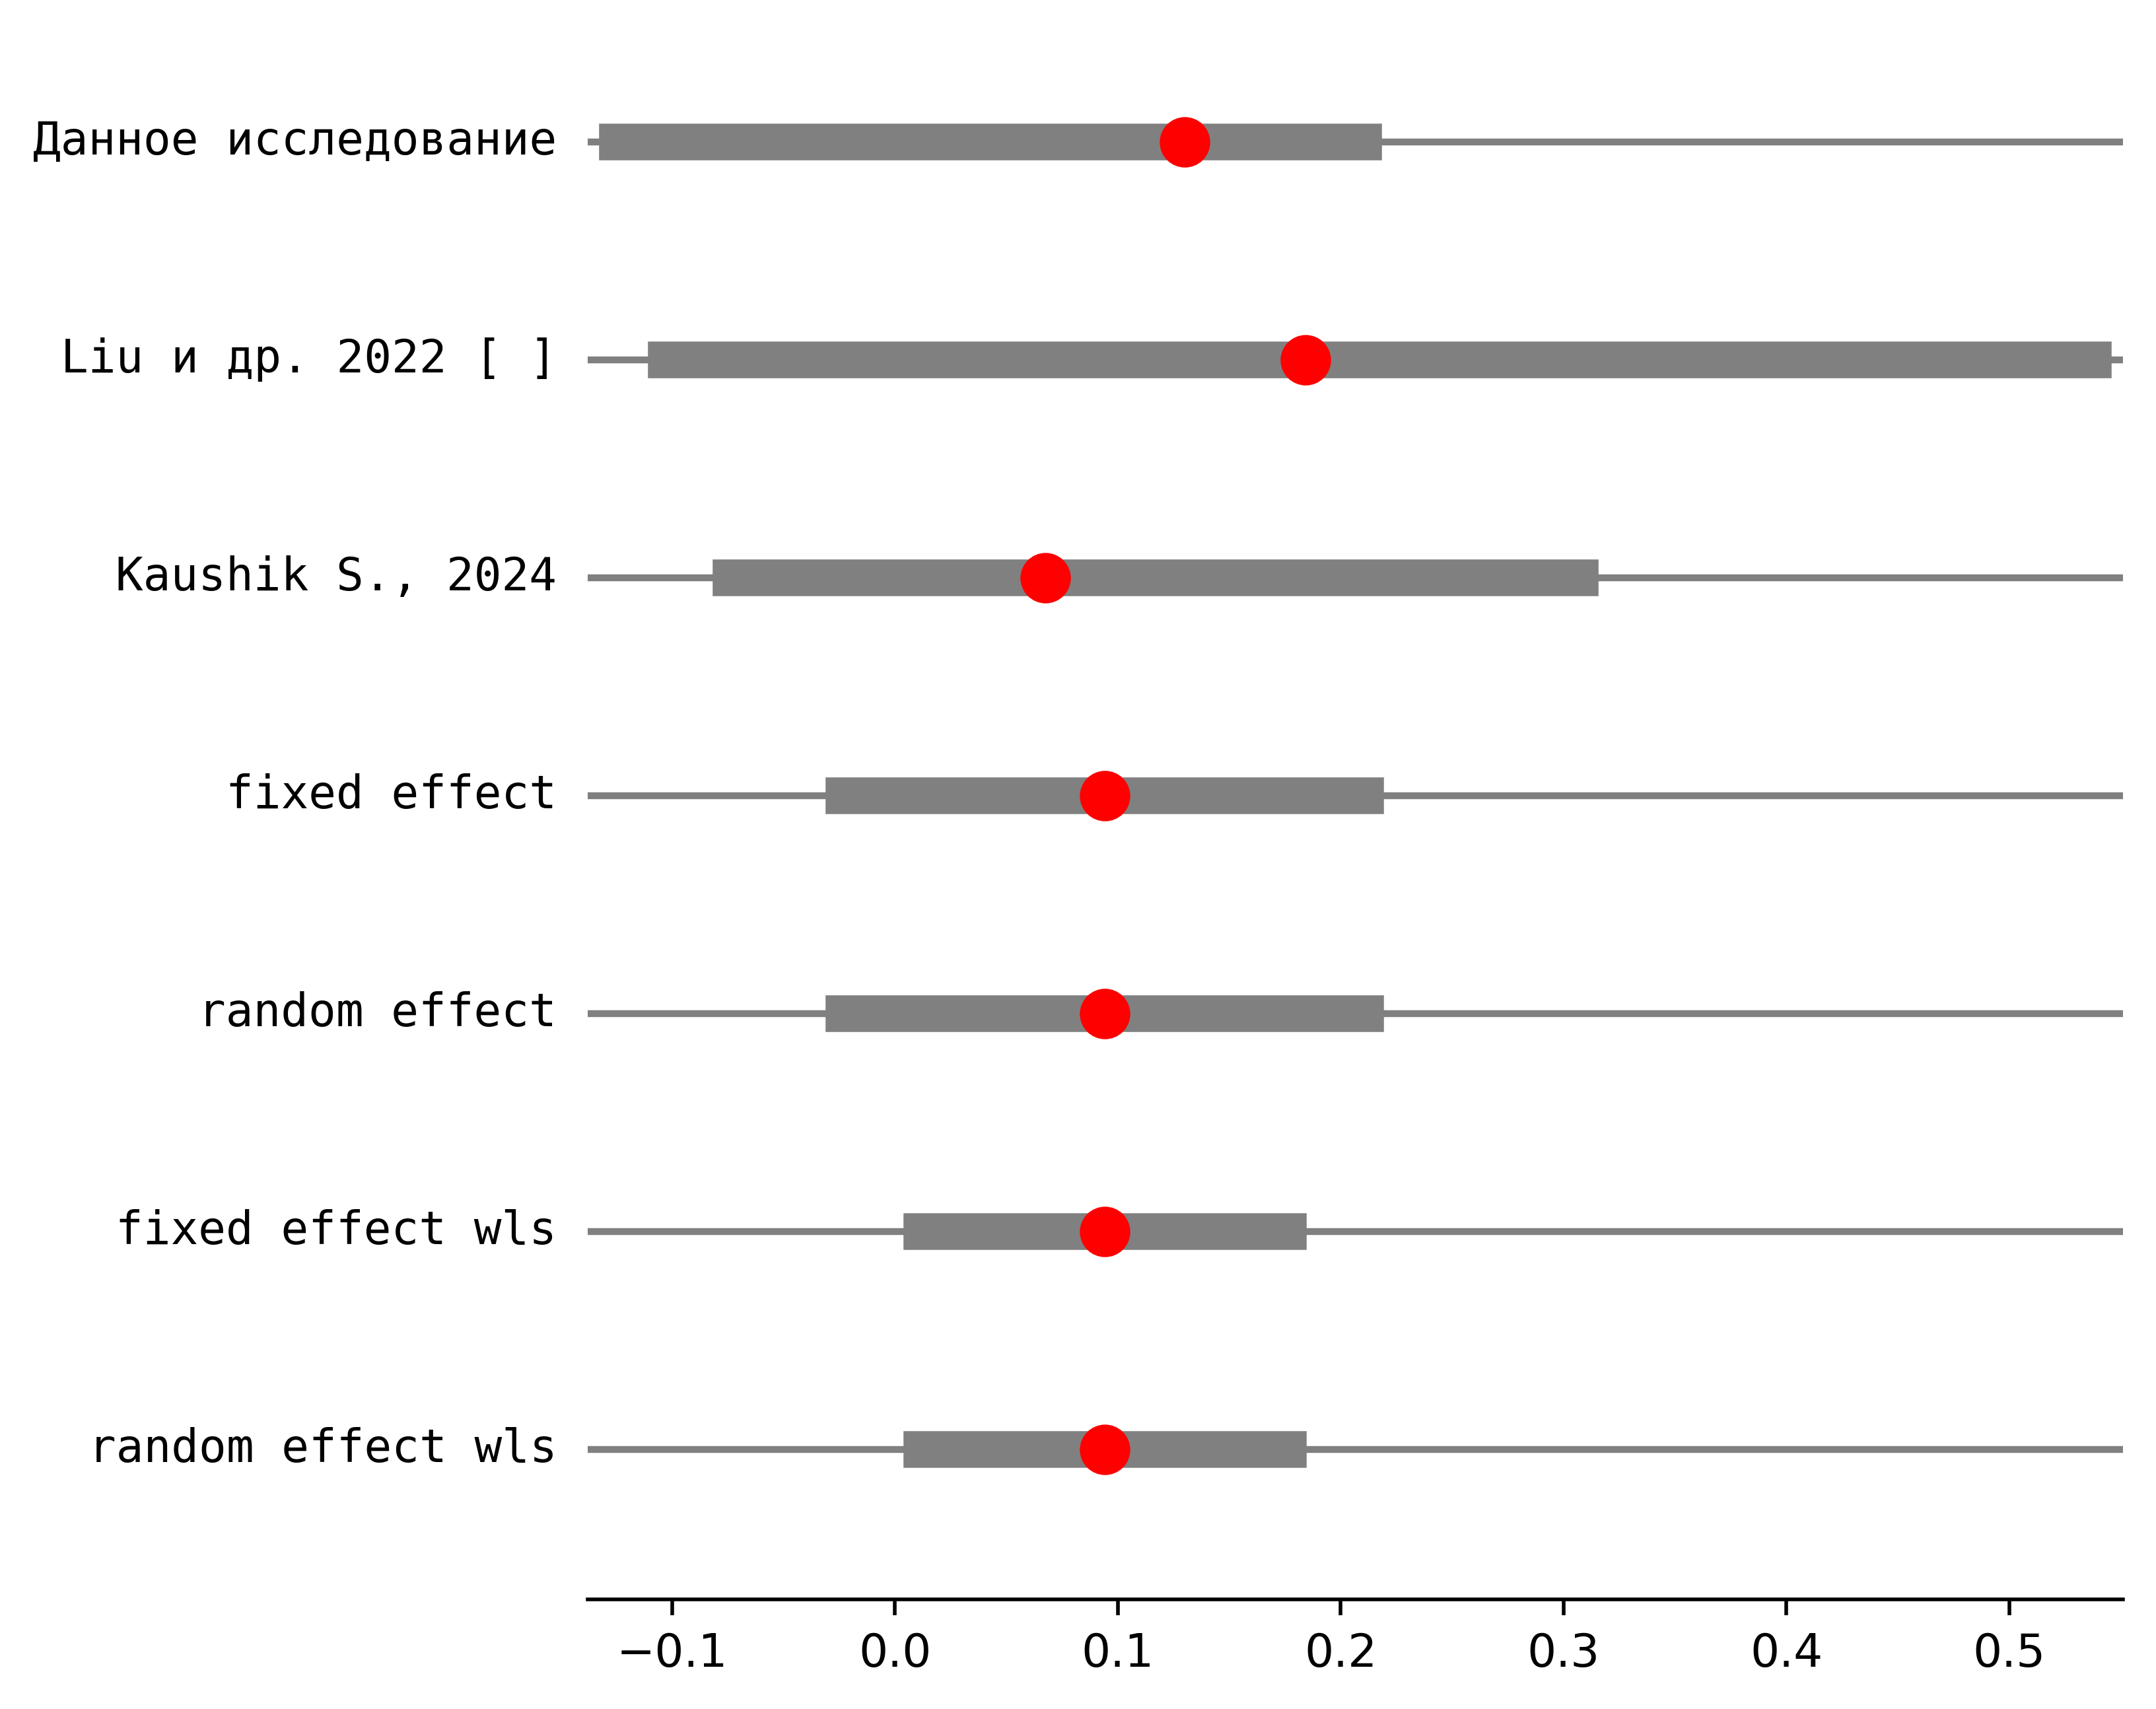 Данное исследование
Liu и др. 2022 [ ]
Kaushik S., 2024
fixed effect
random effect
fixed effect wls
random effect wls
−0.1 0.0 0.1 0.2 0.3 0.4 0.5